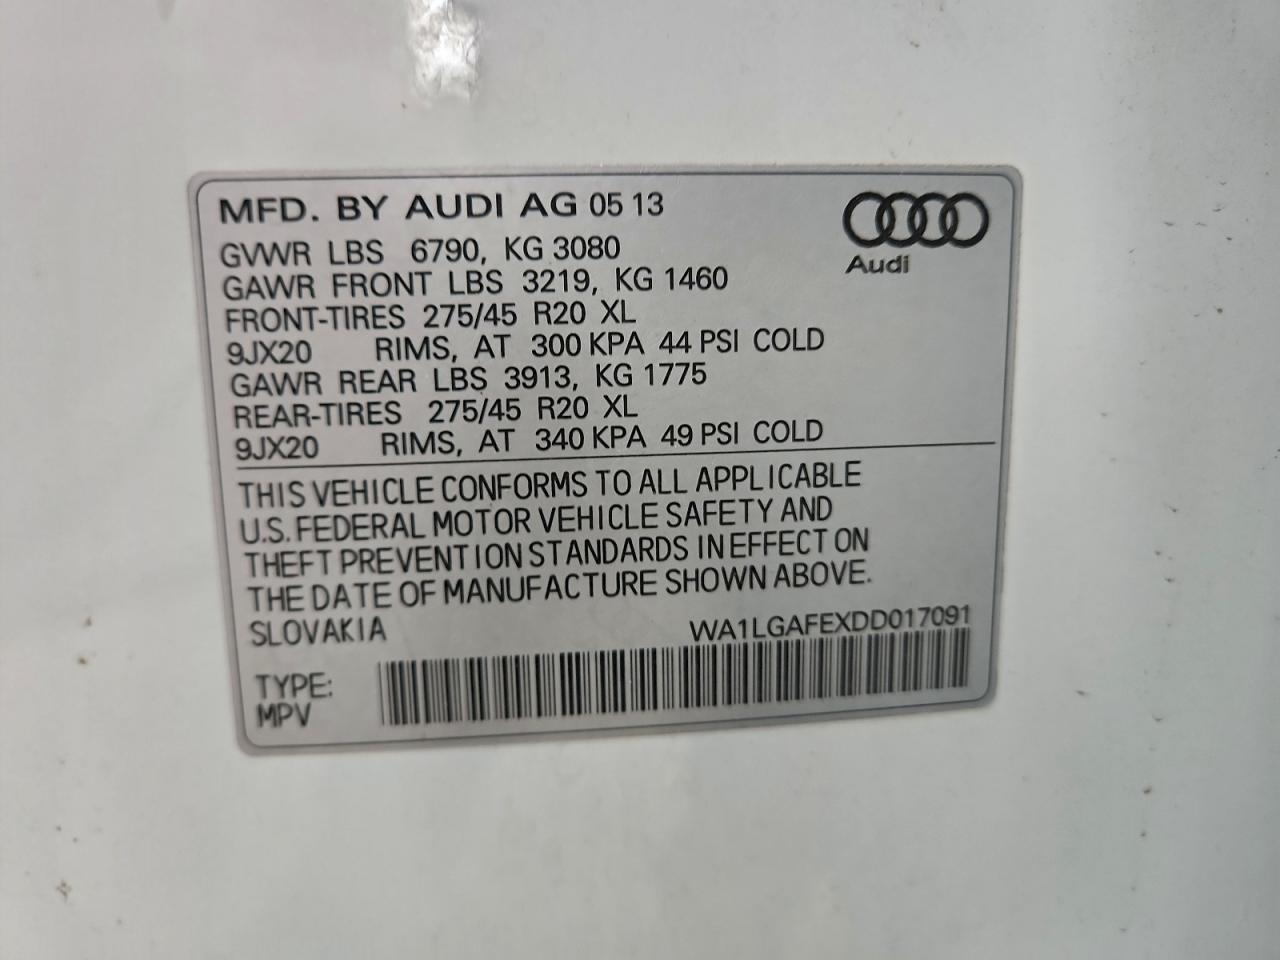 MFD. BY AUDI AG 05 13
Audi
GVWR LBS 6790, KG 3080
GAWR FRONT LBS 3219, KG 1460
FRONT-TIRES 275/45 R20 XL
9JX20 RIMS, AT 300 KPA 44 PSI COLD
GAWR REAR LBS 3913, KG 1775
REAR-TIRES 275/45 R20 XL
9JX20 RIMS, AT 340 KPA 49 PSI COLD
THIS VEHICLE CONFORMS TO ALL APPLICABLE
U.S. FEDERAL MOTOR VEHICLE SAFETY AND
THEFT PREVENTION STANDARDS IN EFFECT ON
THE DATE OF MANUFACTURE SHOWN ABOVE.
SLOVAKIA WA1LGAFEXDD017091
TYPE:
MPV